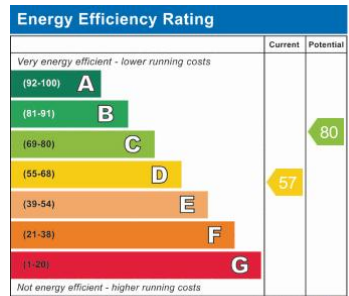 Energy Efficiency Rating
Current Potential
Very energy efficient - lower running costs
(92-100) A
(81-91) B
(69-80) C
80
(55-68) D
57
(39-54) E
(21-38) F
(1-20) G
Not energy efficient - higher running costs